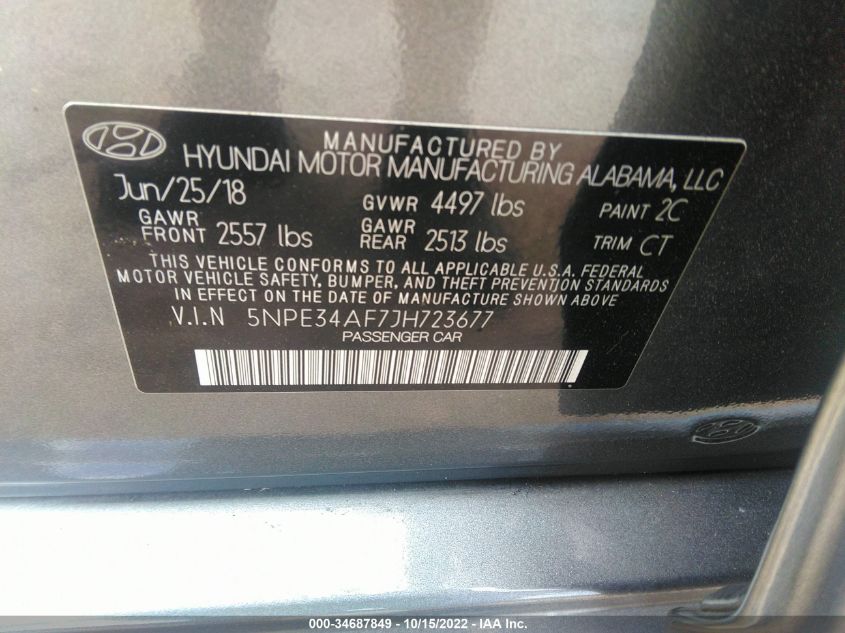 MANUFACTURED BY
HYUNDAI MOTOR MANUFACTURING ALABAMA, LLC
Jun/25/18 GVWR 4497 lbs PAINT 2C
GAWR FRONT 2557 lbs GAWR REAR 2513 lbs TRIM CT
THIS VEHICLE CONFORMS TO ALL APPLICABLE U.S.A. FEDERAL
MOTOR VEHICLE SAFETY, BUMPER, AND THEFT PREVENTION STANDARDS
IN EFFECT ON THE DATE OF MANUFACTURE SHOWN ABOVE
V.I.N 5NPE34AF7JH723677
PASSENGER CAR
000-34687849 - 10/15/2022 - IAA Inc.